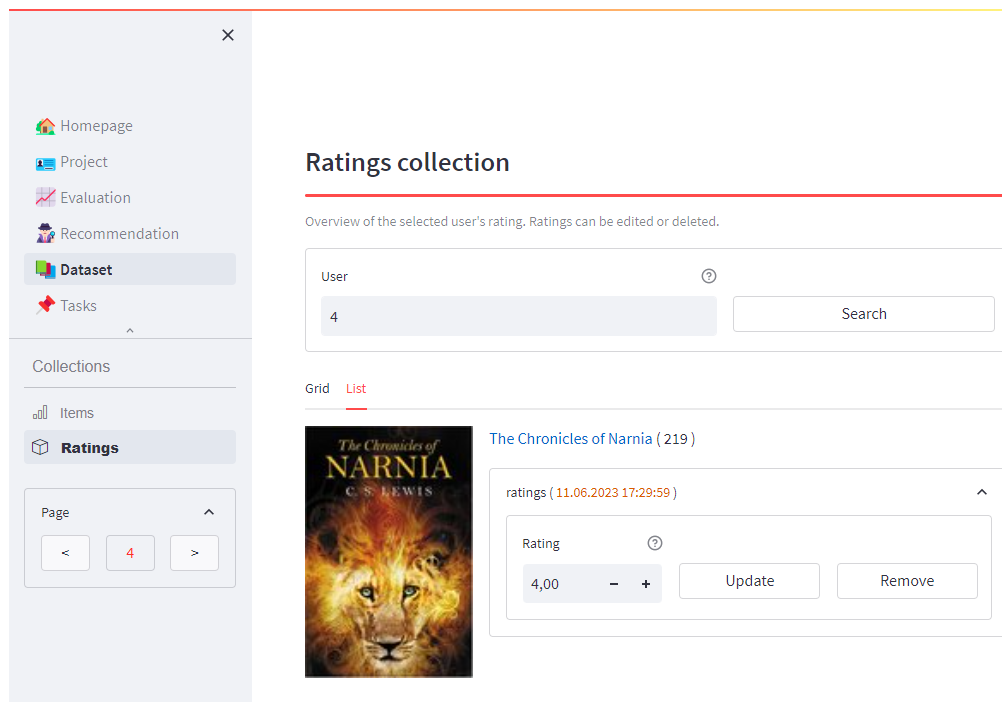 Homepage
Project
Evaluation
Recommendation
Dataset
Tasks
Collections
Items
Ratings
Page
< 4 >
Ratings collection
Overview of the selected user's rating. Ratings can be edited or deleted.
User
4
Search
Grid List
The Chronicles of
NARNIA
C. S. LEWIS
The Chronicles of Narnia ( 219 )
ratings ( 11.06.2023 17:29:59 )
Rating
4,00 − +
Update
Remove